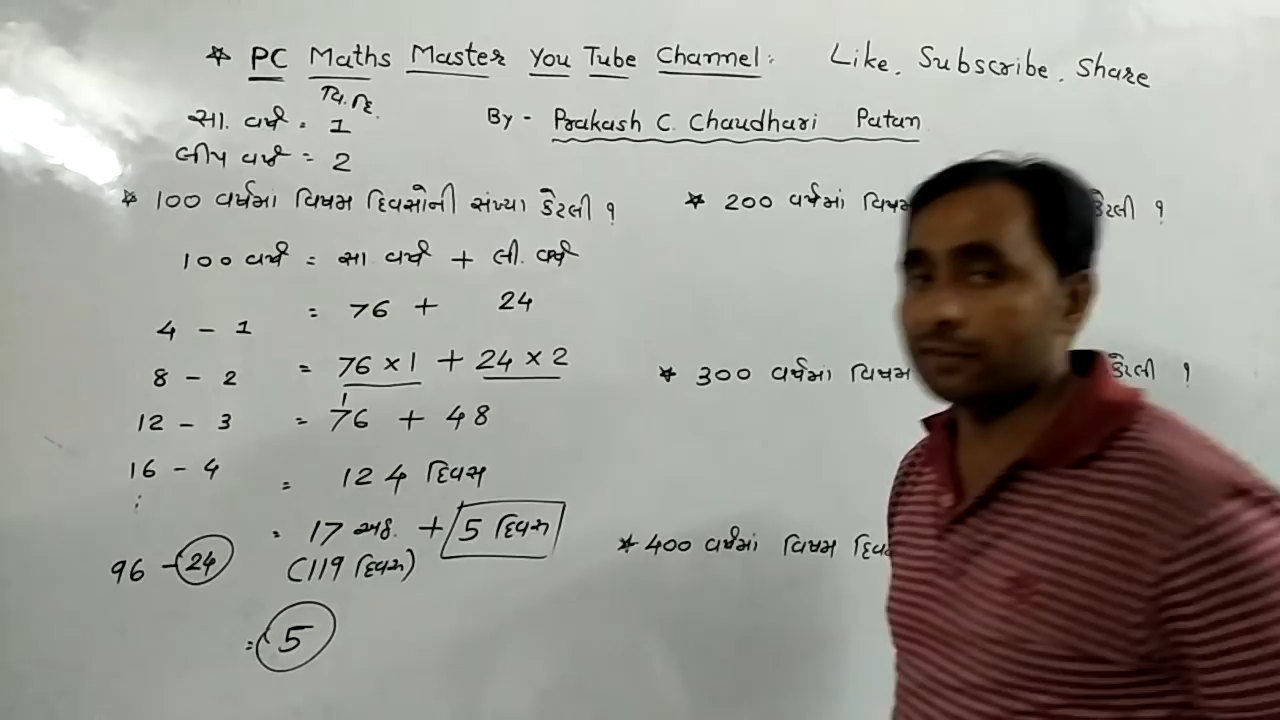 * PC Maths Master You Tube Channel: Like, Subscribe, Share
વિ. દિ.
સા. વર્ષ = 1
By - Prakash C. Chaudhari Patan
લીપ વર્ષ = 2
* 100 વર્ષમાં વિષમ દિવસોની સંખ્યા કેટલી ?
100 વર્ષ = સા વર્ષ + લી. વર્ષ
= 76 + 24
4 - 1
8 - 2
= 76 × 1 + 24 × 2
12 - 3
1
= 76 + 48
16 - 4
= 124 દિવસ
:
= 17 અઠ. + 5 દિવસ
96 - 24
(119 દિવસ)
= 5
* 200 વર્ષમાં કેટલી ?
* 300 વર્ષમાં વિષમ કેટલી ?
* 400 વર્ષમાં વિષમ